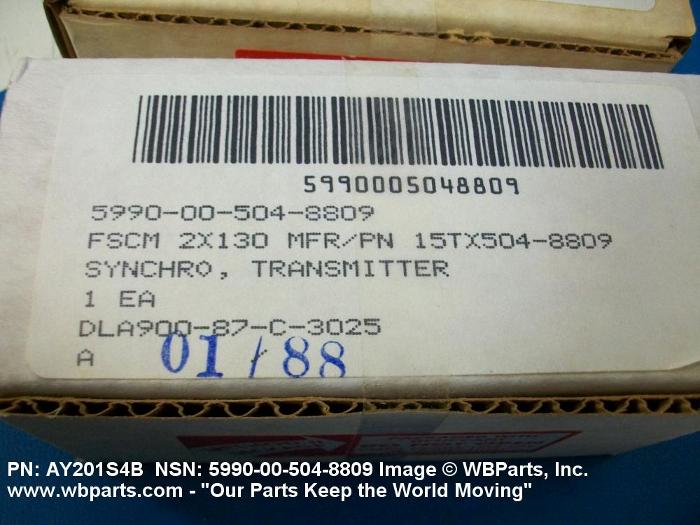 5990005048809
5990-00-504-8809
FSCM 2X130 MFR/PN 15TX504-8809
SYNCHRO, TRANSMITTER
1 EA
DLA900-87-C-3025
A 01/88
PN: AY201S4B NSN: 5990-00-504-8809 Image © WBParts, Inc.
www.wbparts.com - "Our Parts Keep the World Moving"